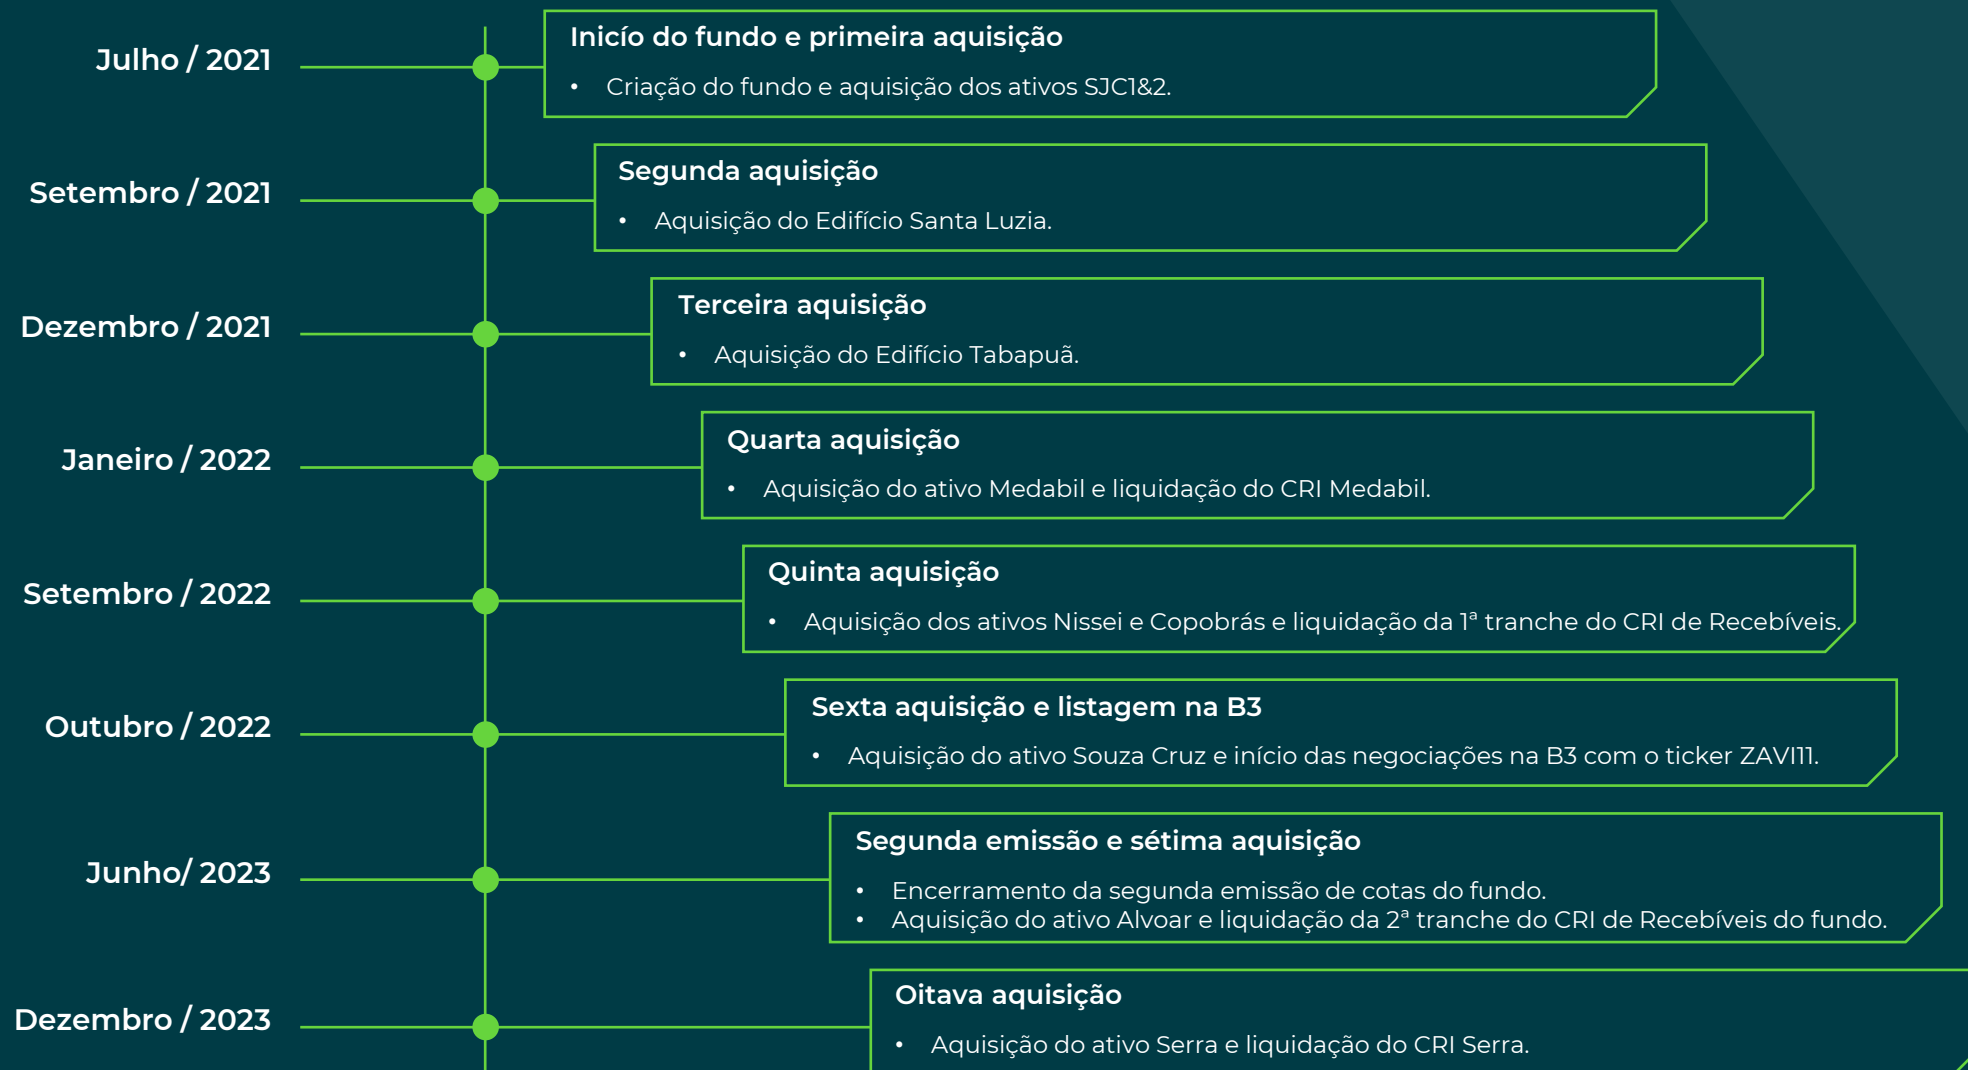 Julho / 2021
Inicío do fundo e primeira aquisição
• Criação do fundo e aquisição dos ativos SJC1&2.
Setembro / 2021
Segunda aquisição
• Aquisição do Edifício Santa Luzia.
Dezembro / 2021
Terceira aquisição
• Aquisição do Edifício Tabapuã.
Janeiro / 2022
Quarta aquisição
• Aquisição do ativo Medabil e liquidação do CRI Medabil.
Setembro / 2022
Quinta aquisição
• Aquisição dos ativos Nissei e Copobrás e liquidação da 1ª tranche do CRI de Recebíveis.
Outubro / 2022
Sexta aquisição e listagem na B3
• Aquisição do ativo Souza Cruz e início das negociações na B3 com o ticker ZAVI11.
Junho/ 2023
Segunda emissão e sétima aquisição
• Encerramento da segunda emissão de cotas do fundo.
• Aquisição do ativo Alvoar e liquidação da 2ª tranche do CRI de Recebíveis do fundo.
Dezembro / 2023
Oitava aquisição
• Aquisição do ativo Serra e liquidação do CRI Serra.